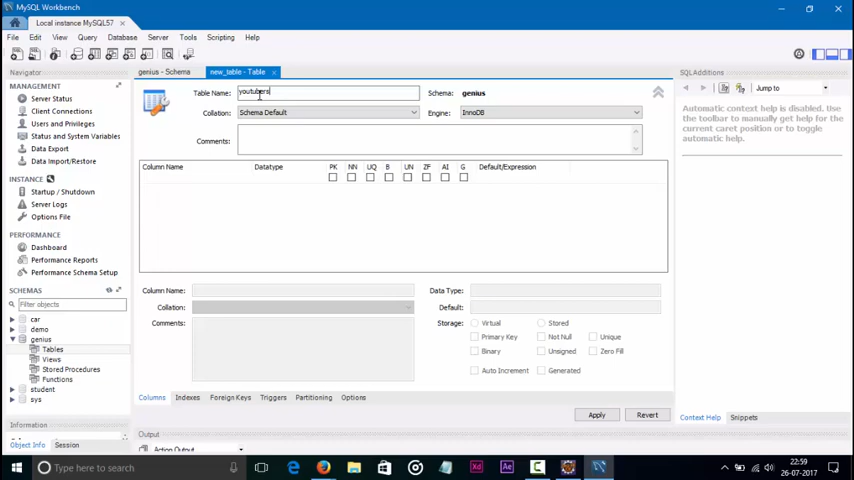 MySQL Workbench
Local instance MySQL57
File Edit View Query Database Server Tools Scripting Help
Navigator
MANAGEMENT
Server Status
Client Connections
Users and Privileges
Status and System Variables
Data Export
Data Import/Restore
INSTANCE
Startup / Shutdown
Server Logs
Options File
PERFORMANCE
Dashboard
Performance Reports
Performance Schema Setup
SCHEMAS
Filter objects
car
demo
genius
Tables
Views
Stored Procedures
Functions
student
sys
Information
Object Info Session
genius - Schema new_table - Table
Table Name: youtubers Schema: genius
Collation: Schema Default Engine: InnoDB
Comments:
Column Name Datatype PK NN UQ B UN ZF AI G Default/Expression
Column Name: Data Type:
Collation: Default:
Comments: Storage: Virtual Stored
Primary Key Not Null Unique
Binary Unsigned Zero Fill
Auto Increment Generated
Columns Indexes Foreign Keys Triggers Partitioning Options
Apply Revert
Output
Action Output
SQLAdditions
Jump to
Automatic context help is disabled. Use
the toolbar to manually get help for the
current caret position or to toggle
automatic help.
Context Help Snippets
Type here to search
Xd
Ae
22:59
26-07-2017